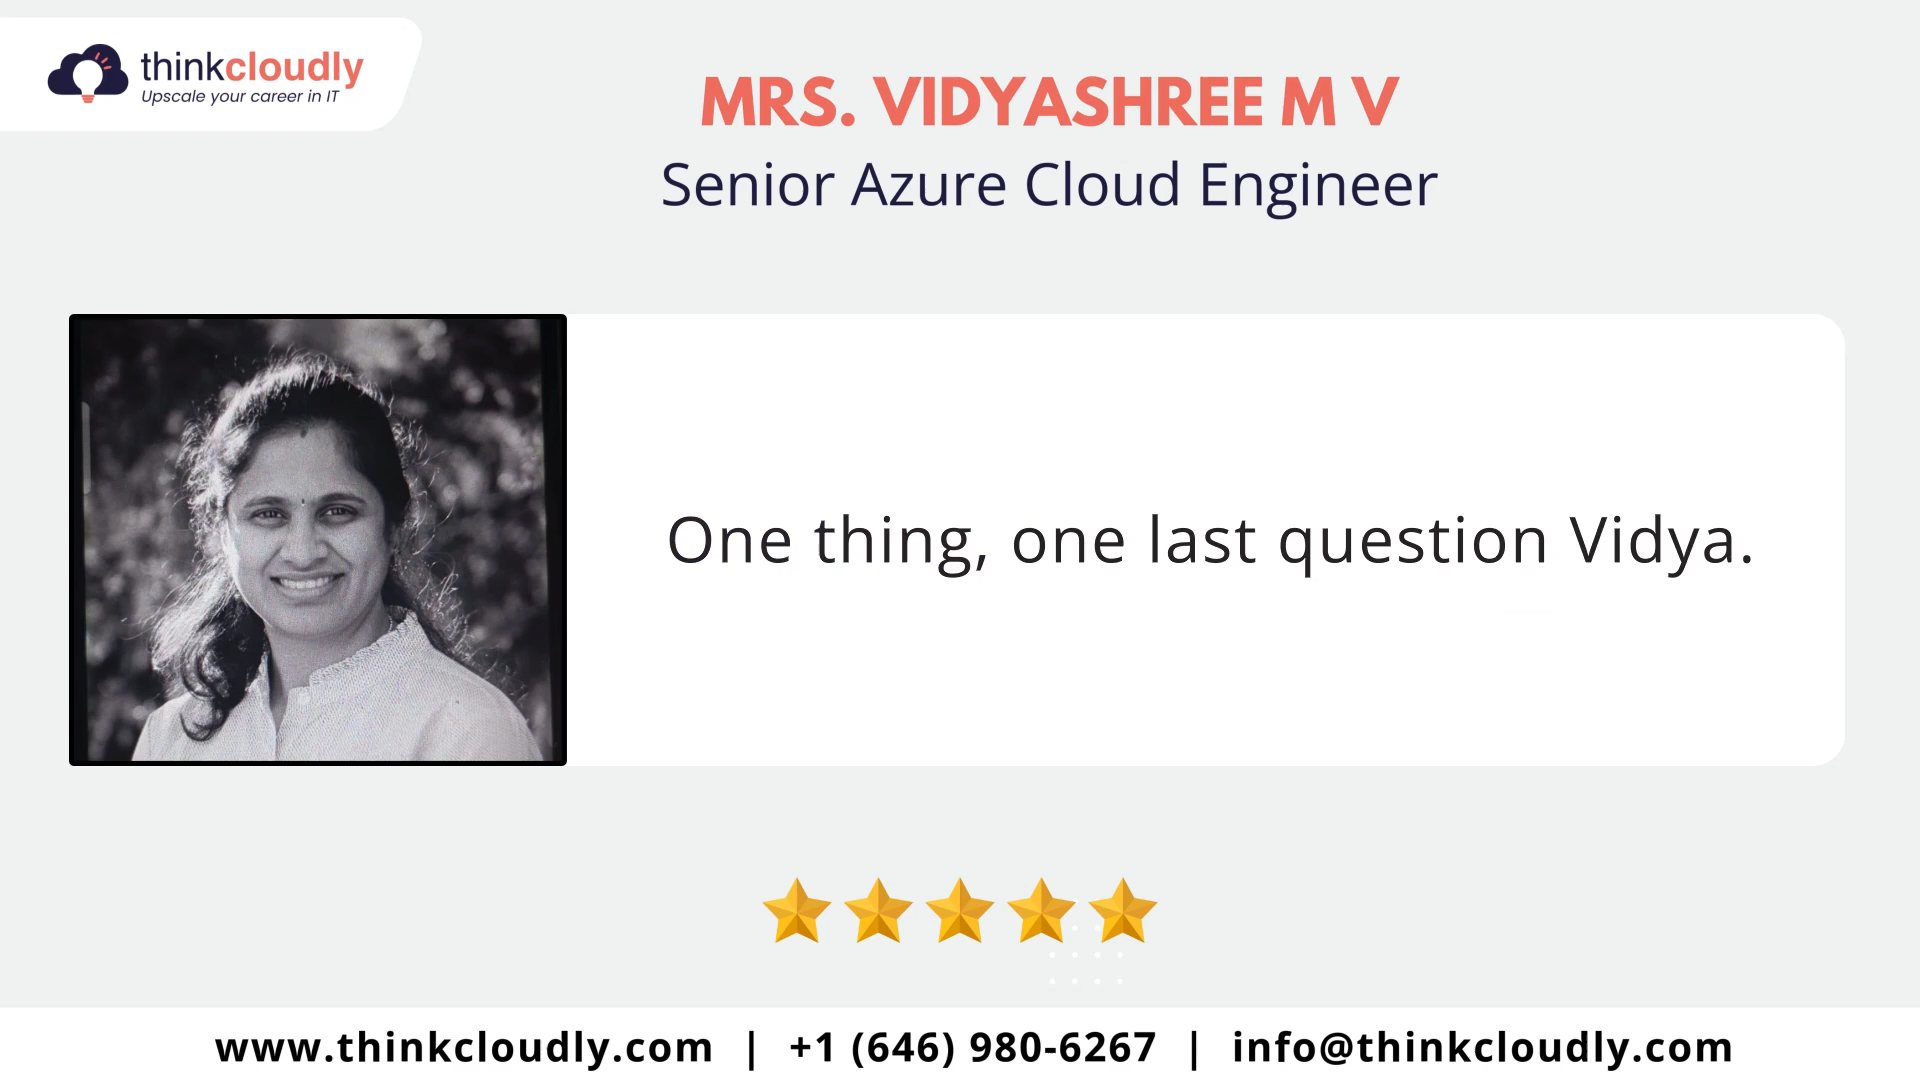 thinkcloudly
Upscale your career in IT
MRS. VIDYASHREE M V
Senior Azure Cloud Engineer
One thing, one last question Vidya.
www.thinkcloudly.com | +1 (646) 980-6267 | info@thinkcloudly.com